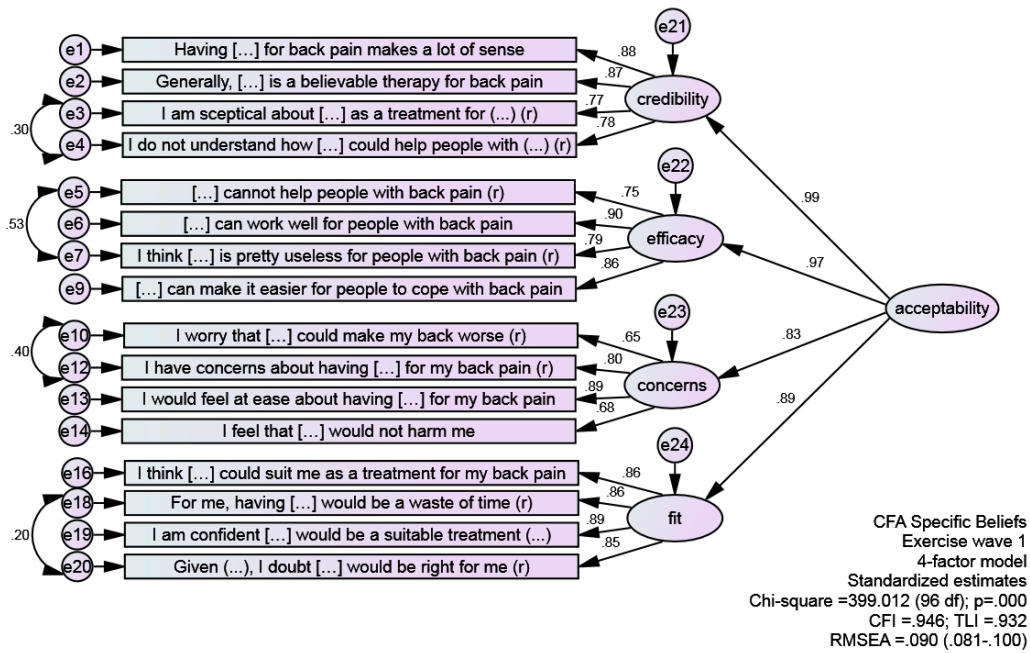 e21
e1
Having [...] for back pain makes a lot of sense
.88
e2
Generally, [...] is a believable therapy for back pain
.87
credibility
e3
I am sceptical about [...] as a treatment for (...) (r)
.77
.30
e4
I do not understand how [...] could help people with (...) (r)
.78
e22
e5
[...] cannot help people with back pain (r)
.75
.99
.53
e6
[...] can work well for people with back pain
.90
efficacy
e7
I think [...] is pretty useless for people with back pain (r)
.79
.97
e9
[...] can make it easier for people to cope with back pain
.86
acceptability
e23
e10
I worry that [...] could make my back worse (r)
.65
.83
.40
e12
I have concerns about having [...] for my back pain (r)
.80
concerns
e13
I would feel at ease about having [...] for my back pain
.89
.89
e14
I feel that [...] would not harm me
.68
e24
e16
I think [...] could suit me as a treatment for my back pain
.86
e18
For me, having [...] would be a waste of time (r)
.86
fit
.20
e19
I am confident [...] would be a suitable treatment (...)
.89
e20
Given (...), I doubt [...] would be right for me (r)
.85
CFA Specific Beliefs
Exercise wave 1
4-factor model
Standardized estimates
Chi-square =399.012 (96 df); p=.000
CFI =.946; TLI =.932
RMSEA =.090 (.081-.100)